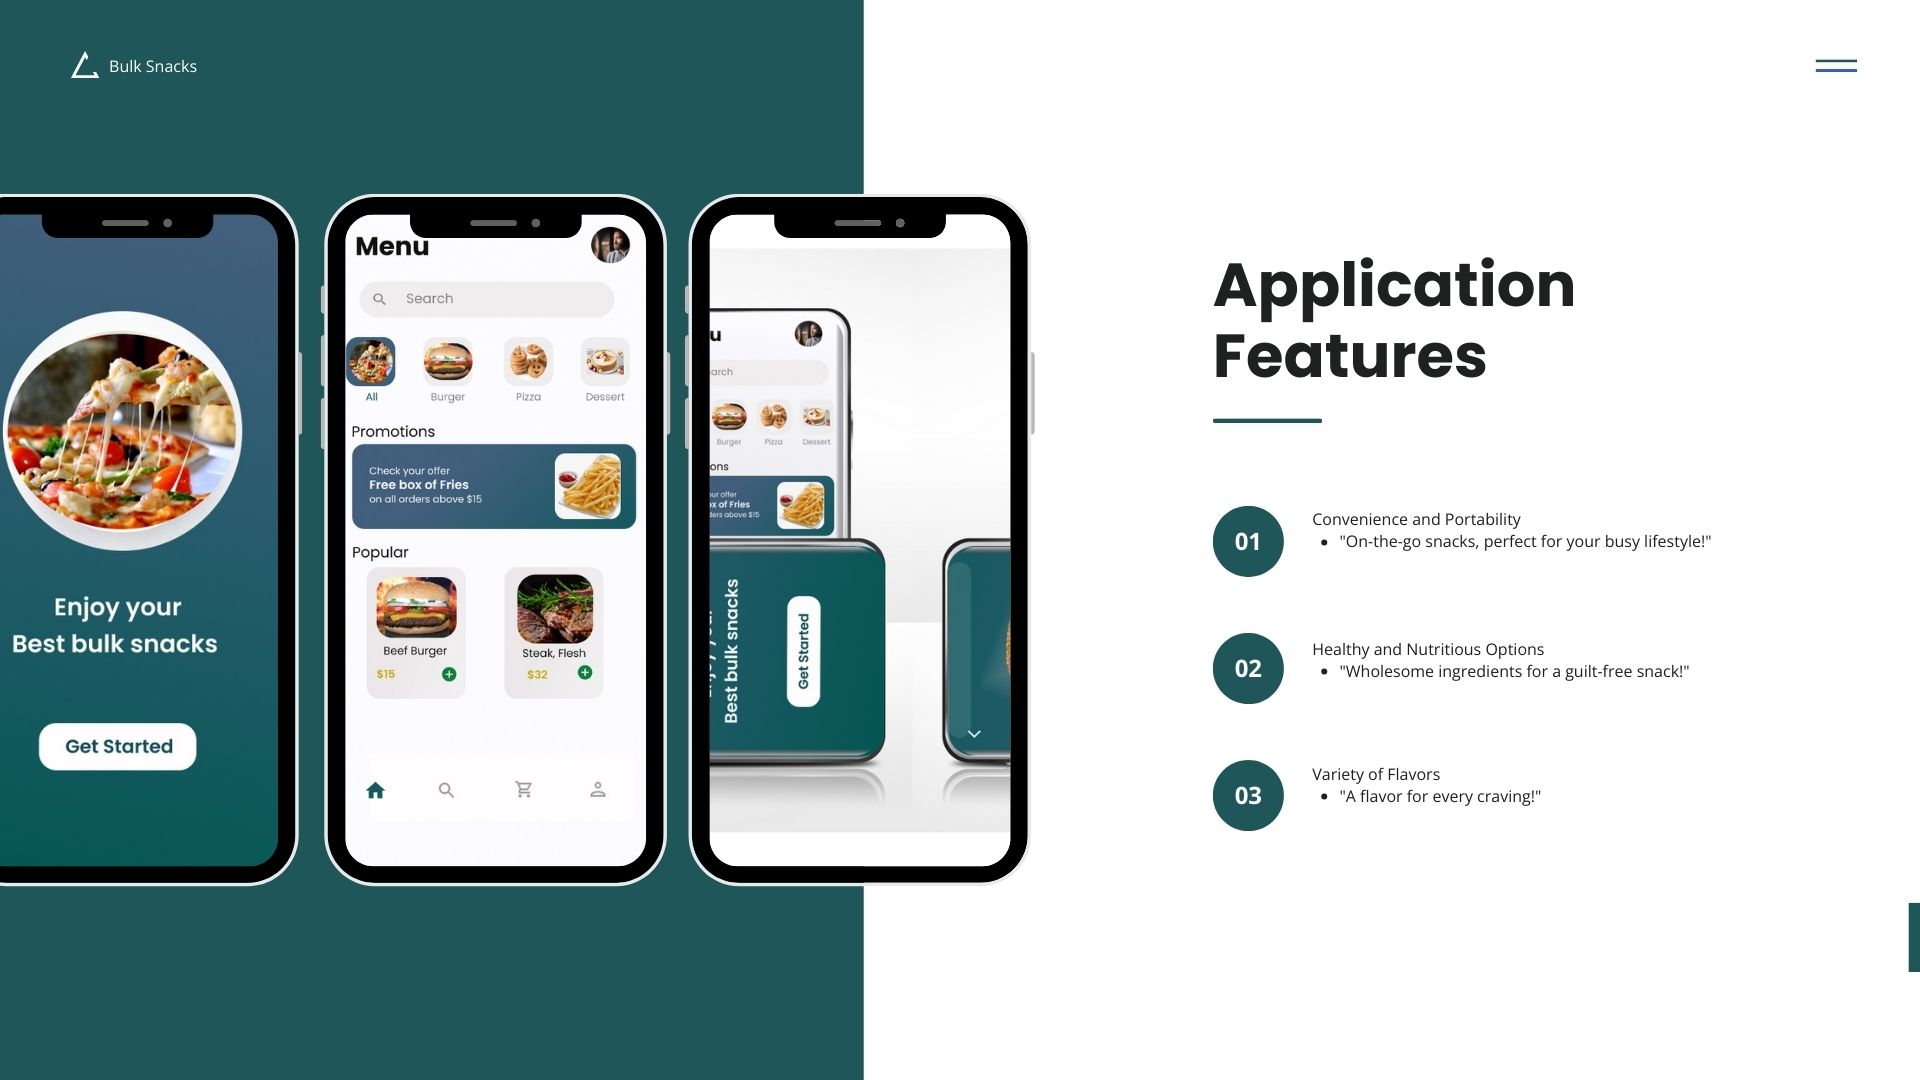 Bulk Snacks
Enjoy your
Best bulk snacks
Get Started
Menu
Search
All
Burger
Pizza
Dessert
Promotions
Check your offer
Free box of Fries
on all orders above $15
Popular
Beef Burger
$15
Steak, Flesh
$32
u
arch
Burger
Pizza
Dessert
ons
ur offer
ox of Fries
ders above $15
Best bulk snacks
Get Started
Application
Features
01
Convenience and Portability
• "On-the-go snacks, perfect for your busy lifestyle!"
02
Healthy and Nutritious Options
• "Wholesome ingredients for a guilt-free snack!"
03
Variety of Flavors
• "A flavor for every craving!"